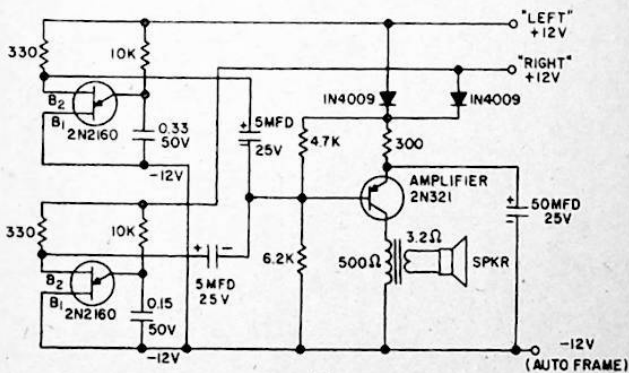 "LEFT"
+12V
330
10K
"RIGHT"
+12V
B2
B1
2N2160
0.33
50V
-12V
+
5MFD
25V
1N4009
1N4009
4.7K
300
AMPLIFIER
2N321
330
10K
B2
B1
2N2160
0.15
50V
-12V
+ -
5MFD
25V
6.2K
500Ω
3.2Ω
SPKR
+
-
50MFD
25V
-12V
(AUTO FRAME)